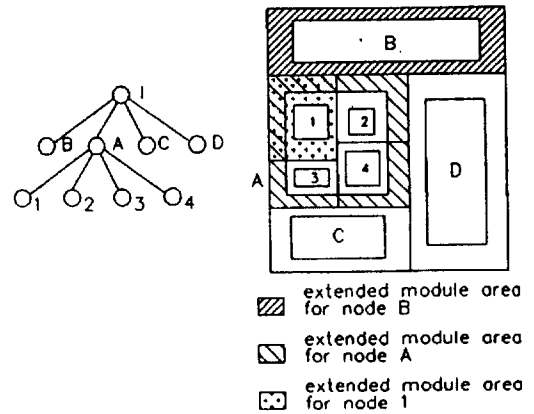 I
B A C D
1 2 3 4
B
1 2
A 3 4 D
C
extended module area
for node B
extended module area
for node A
extended module area
for node 1